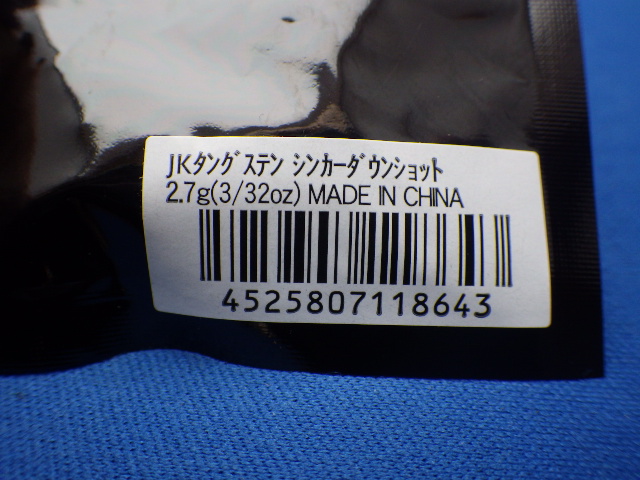 JKﾀﾝｸﾞｽﾃﾝ ｼﾝｶｰﾀﾞｳﾝｼｮｯﾄ
2.7g(3/32oz) MADE IN CHINA
4525807118643